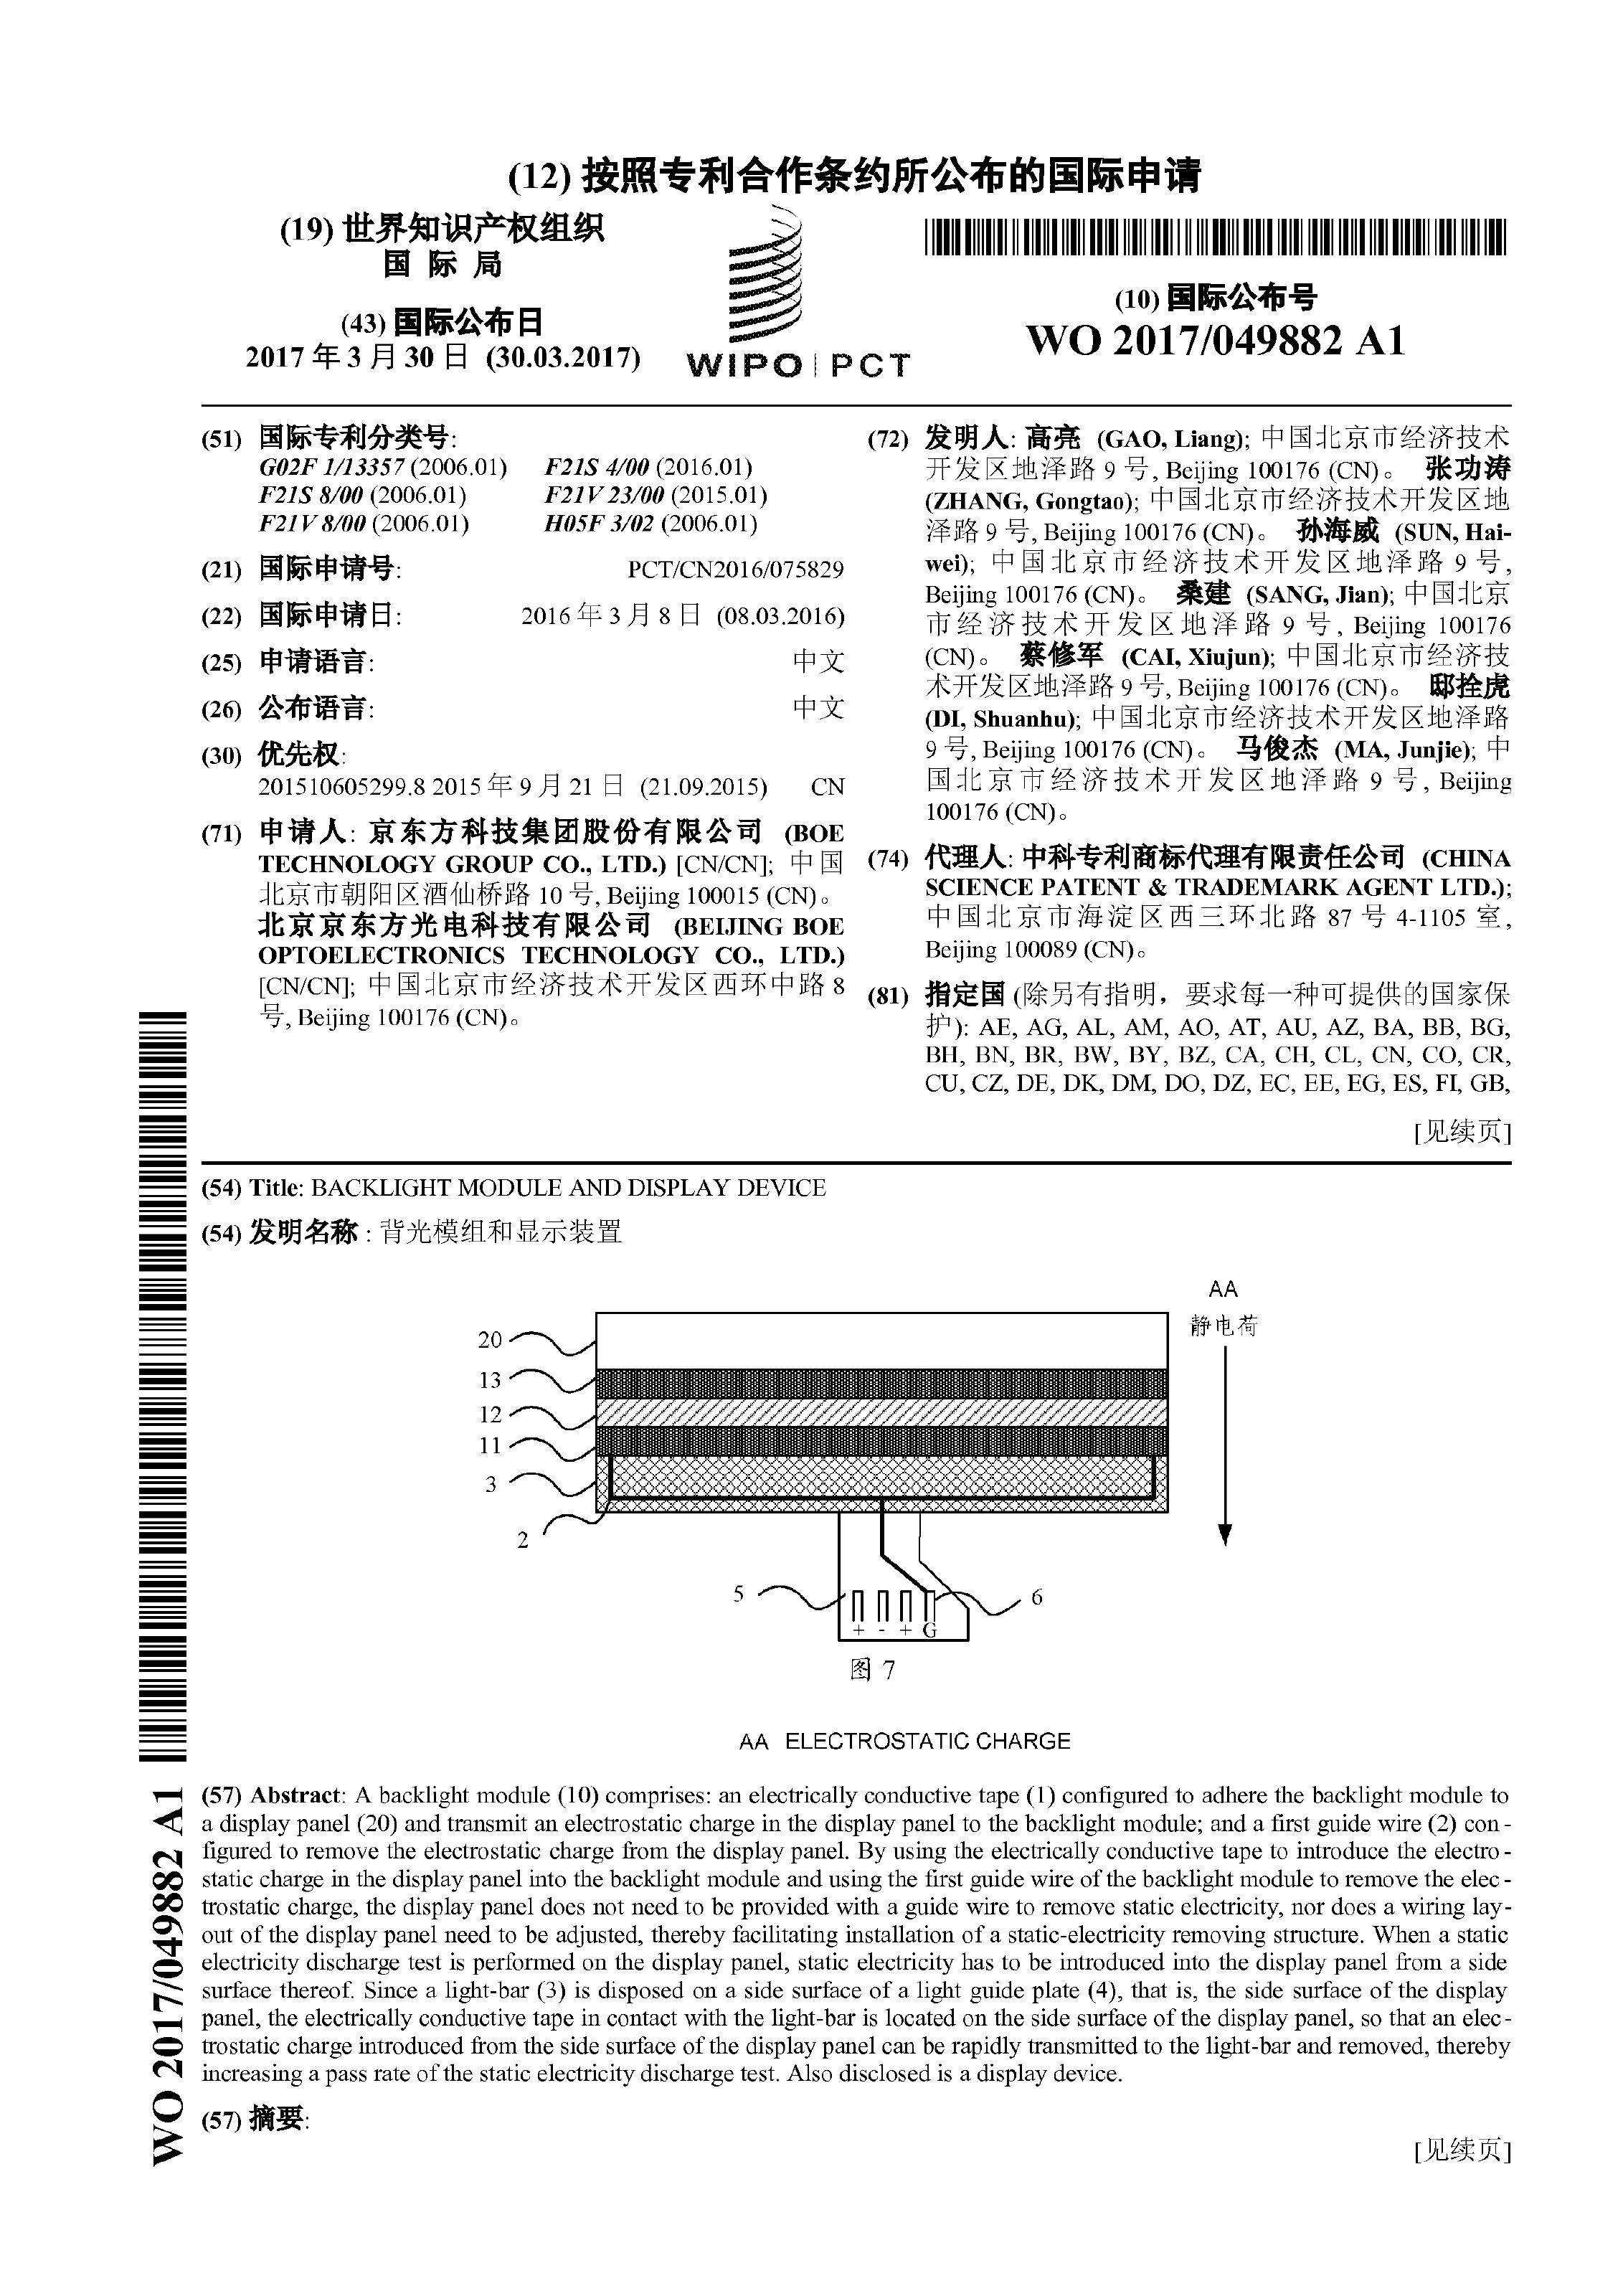 (12) 按照专利合作条约所公布的国际申请
(19) 世界知识产权组织
国 际 局
(43) 国际公布日
2017 年 3 月 30 日 (30.03.2017)
WIPO | PCT
(10) 国际公布号
WO 2017/049882 A1
(51) 国际专利分类号:
G02F 1/13357 (2006.01) F21S 4/00 (2016.01)
F21S 8/00 (2006.01) F21V 23/00 (2015.01)
F21V 8/00 (2006.01) H05F 3/02 (2006.01)
(21) 国际申请号: PCT/CN2016/075829
(22) 国际申请日: 2016 年 3 月 8 日 (08.03.2016)
(25) 申请语言: 中文
(26) 公布语言: 中文
(30) 优先权:
201510605299.8 2015 年 9 月 21 日 (21.09.2015) CN
(71) 申请人: 京东方科技集团股份有限公司 (BOE
TECHNOLOGY GROUP CO., LTD.) [CN/CN]; 中国
北京市朝阳区酒仙桥路 10 号, Beijing 100015 (CN)。
北京京东方光电科技有限公司 (BEIJING BOE
OPTOELECTRONICS TECHNOLOGY CO., LTD.)
[CN/CN]; 中国北京市经济技术开发区西环中路 8
号, Beijing 100176 (CN)。
(72) 发明人: 高亮 (GAO, Liang); 中国北京市经济技术
开发区地泽路 9 号, Beijing 100176 (CN)。 张功涛
(ZHANG, Gongtao); 中国北京市经济技术开发区地
泽路 9 号, Beijing 100176 (CN)。 孙海威 (SUN, Hai-
wei); 中国北京市经济技术开发区地泽路 9 号,
Beijing 100176 (CN)。 桑建 (SANG, Jian); 中国北京
市经济技术开发区地泽路 9 号, Beijing 100176
(CN)。 蔡修军 (CAI, Xiujun); 中国北京市经济技
术开发区地泽路 9 号, Beijing 100176 (CN)。 邸拴虎
(DI, Shuanhu); 中国北京市经济技术开发区地泽路
9 号, Beijing 100176 (CN)。 马俊杰 (MA, Junjie); 中
国北京市经济技术开发区地泽路 9 号, Beijing
100176 (CN)。
(74) 代理人: 中科专利商标代理有限责任公司 (CHINA
SCIENCE PATENT & TRADEMARK AGENT LTD.);
中国北京市海淀区西三环北路 87 号 4-1105 室,
Beijing 100089 (CN)。
(81) 指定国 (除另有指明，要求每一种可提供的国家保
护): AE, AG, AL, AM, AO, AT, AU, AZ, BA, BB, BG,
BH, BN, BR, BW, BY, BZ, CA, CH, CL, CN, CO, CR,
CU, CZ, DE, DK, DM, DO, DZ, EC, EE, EG, ES, FI, GB,
[见续页]
(54) Title: BACKLIGHT MODULE AND DISPLAY DEVICE
(54) 发明名称 : 背光模组和显示装置
AA
静电荷
20
13
12
11
3
2
5
6
+ - + G
图 7
AA ELECTROSTATIC CHARGE
(57) Abstract: A backlight module (10) comprises: an electrically conductive tape (1) configured to adhere the backlight module to
a display panel (20) and transmit an electrostatic charge in the display panel to the backlight module; and a first guide wire (2) con-
figured to remove the electrostatic charge from the display panel. By using the electrically conductive tape to introduce the electro-
static charge in the display panel into the backlight module and using the first guide wire of the backlight module to remove the elec-
trostatic charge, the display panel does not need to be provided with a guide wire to remove static electricity, nor does a wiring lay-
out of the display panel need to be adjusted, thereby facilitating installation of a static-electricity removing structure. When a static
electricity discharge test is performed on the display panel, static electricity has to be introduced into the display panel from a side
surface thereof. Since a light-bar (3) is disposed on a side surface of a light guide plate (4), that is, the side surface of the display
panel, the electrically conductive tape in contact with the light-bar is located on the side surface of the display panel, so that an elec-
trostatic charge introduced from the side surface of the display panel can be rapidly transmitted to the light-bar and removed, thereby
increasing a pass rate of the static electricity discharge test. Also disclosed is a display device.
(57) 摘要:
[见续页]
WO 2017/049882 A1